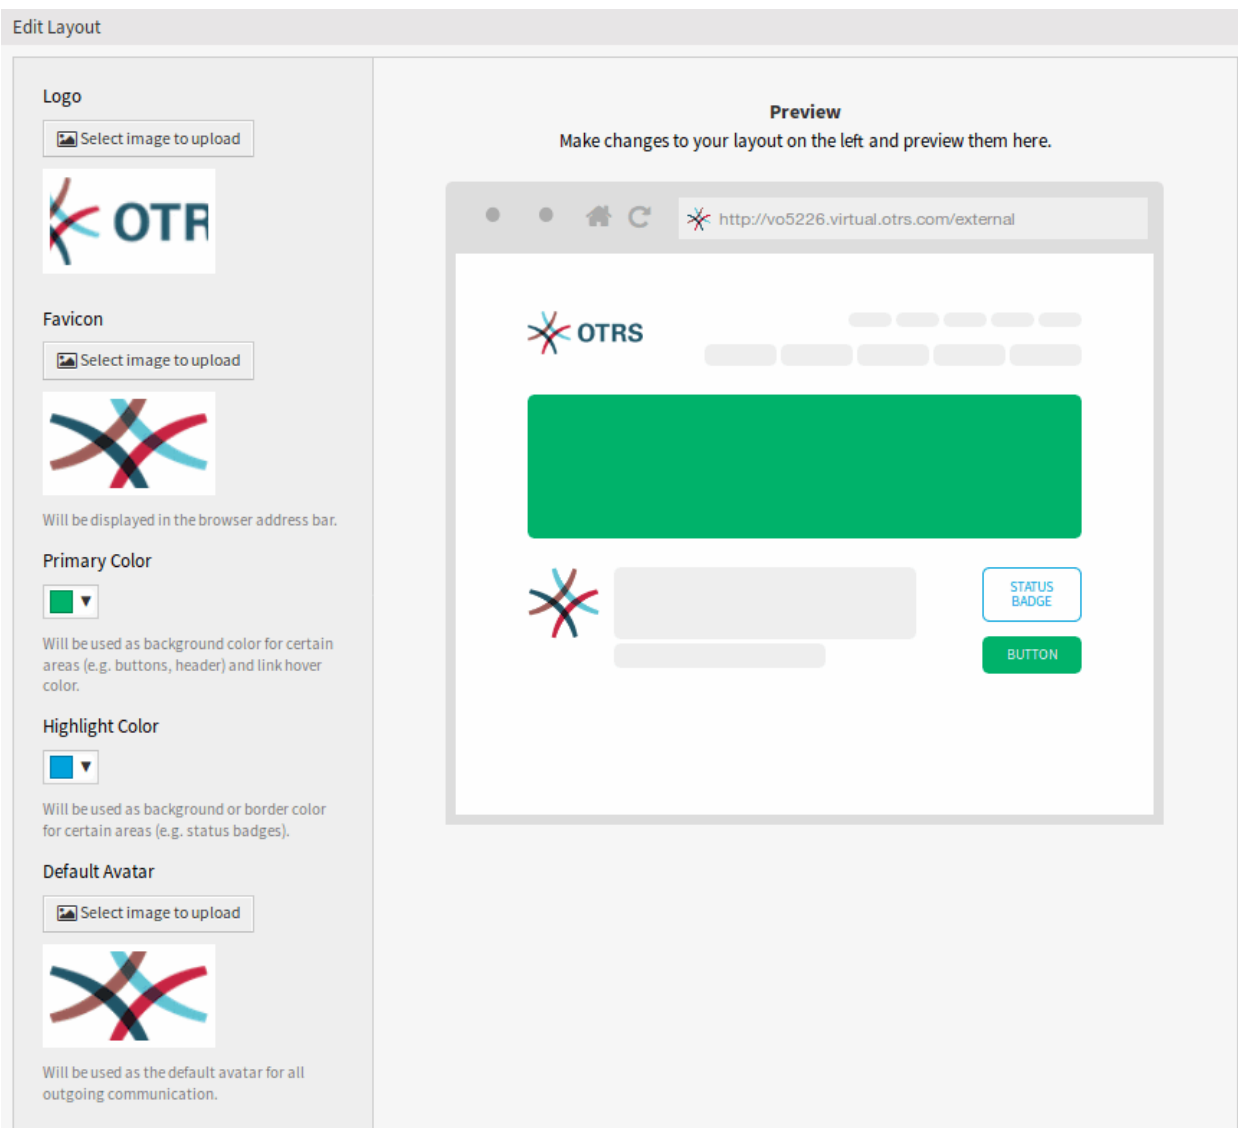 Edit Layout
Logo
Select image to upload
OTR
Favicon
Select image to upload
Will be displayed in the browser address bar.
Primary Color
Will be used as background color for certain
areas (e.g. buttons, header) and link hover
color.
Highlight Color
Will be used as background or border color
for certain areas (e.g. status badges).
Default Avatar
Select image to upload
Will be used as the default avatar for all
outgoing communication.
Preview
Make changes to your layout on the left and preview them here.
http://vo5226.virtual.otrs.com/external
OTRS
STATUS
BADGE
BUTTON